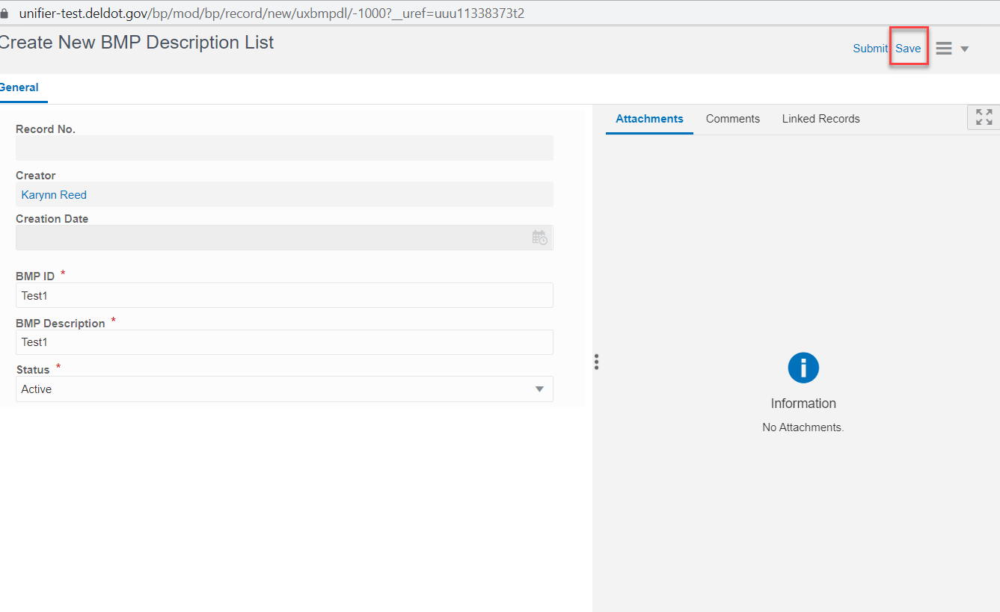 unifier-test.deldot.gov/bp/mod/bp/record/new/uxbmpdl/-1000?__uref=uuu11338373t2
Create New BMP Description List
Submit Save
General
Record No.
Creator
Karynn Reed
Creation Date
BMP ID *
Test1
BMP Description *
Test1
Status *
Active
Attachments Comments Linked Records
Information
No Attachments.